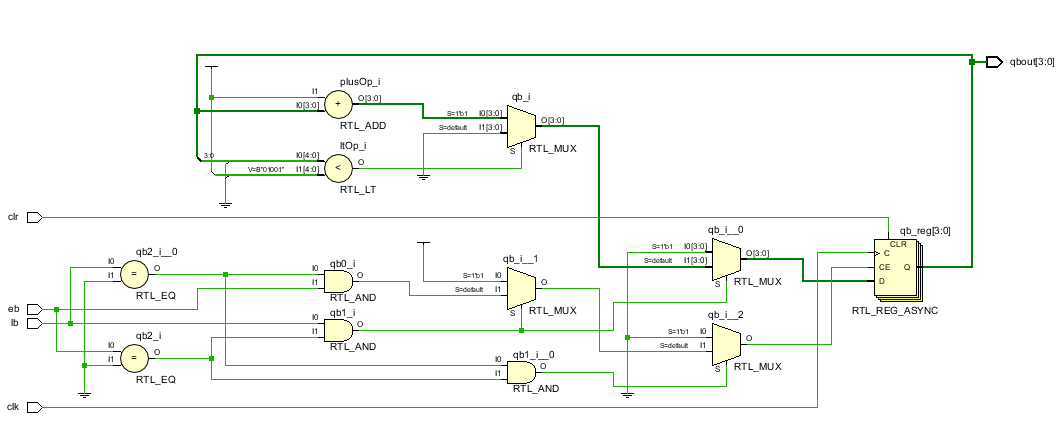 qbout[3:0]
plusOp_i
I1
I0[3:0]
+
O[3:0]
RTL_ADD
qb_i
S=1'b1
I0[3:0]
S=default
I1[3:0]
O[3:0]
S
RTL_MUX
ltOp_i
3:0
I0[4:0]
V=B"01001"
I1[4:0]
<
O
RTL_LT
clr
qb_reg[3:0]
CLR
C
CE
D
Q
RTL_REG_ASYNC
qb_i__0
S=1'b1
I0[3:0]
S=default
I1[3:0]
O[3:0]
S
RTL_MUX
qb2_i__0
I0
I1
=
O
RTL_EQ
qb0_i
I0
I1
O
RTL_AND
qb_i__1
S=1'b1
I0
S=default
I1
O
S
RTL_MUX
eb
lb
qb1_i
I0
I1
O
RTL_AND
qb2_i
I0
I1
=
O
RTL_EQ
qb_i__2
S=1'b1
I0
S=default
I1
O
S
RTL_MUX
qb1_i__0
I0
I1
O
RTL_AND
clk